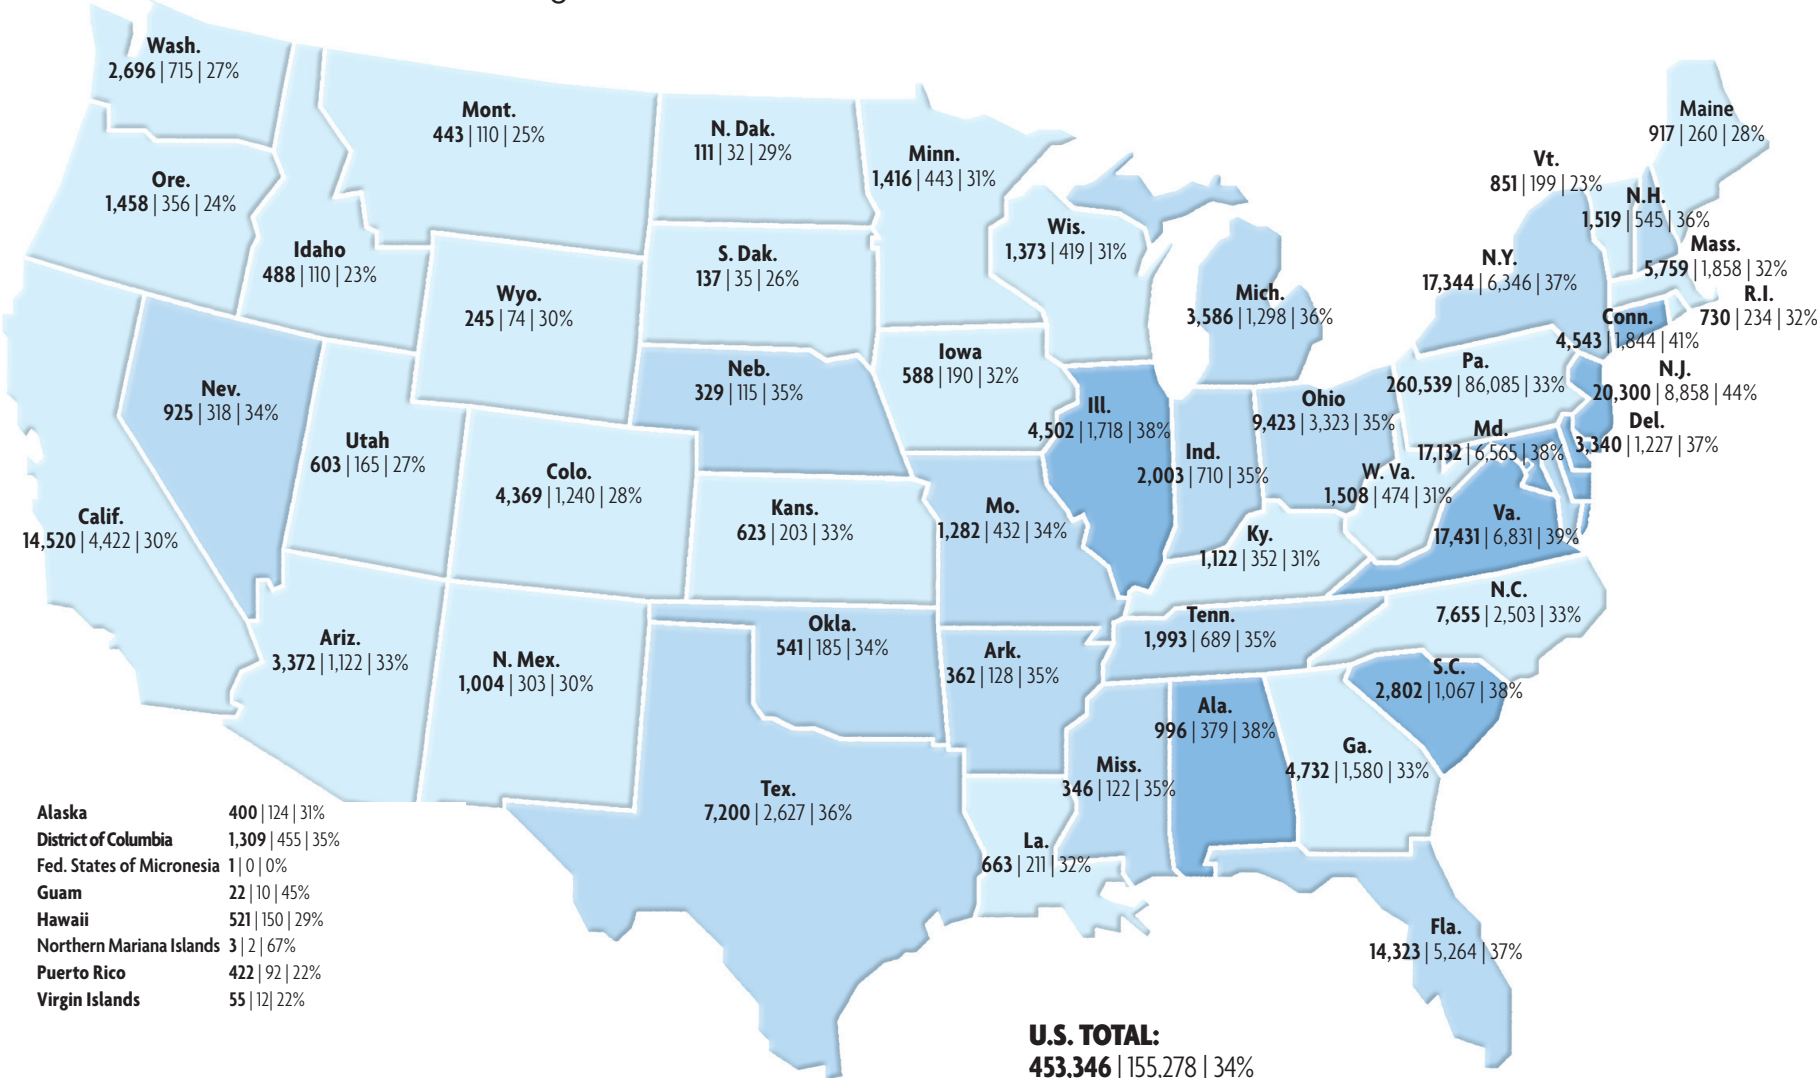 Wash.
2,696 | 715 | 27%
Mont.
443 | 110 | 25%
N. Dak.
111 | 32 | 29%
Minn.
1,416 | 443 | 31%
Maine
917 | 260 | 28%
Vt.
851 | 199 | 23%
N.H.
1,519 | 545 | 36%
Ore.
1,458 | 356 | 24%
Idaho
488 | 110 | 23%
Wyo.
245 | 74 | 30%
S. Dak.
137 | 35 | 26%
Wis.
1,373 | 419 | 31%
Mich.
3,586 | 1,298 | 36%
N.Y.
17,344 | 6,346 | 37%
Mass.
5,759 | 1,858 | 32%
R.I.
730 | 234 | 32%
Conn.
4,543 | 1,844 | 41%
Nev.
925 | 318 | 34%
Utah
603 | 165 | 27%
Neb.
329 | 115 | 35%
Iowa
588 | 190 | 32%
Ill.
4,502 | 1,718 | 38%
Ind.
2,003 | 710 | 35%
Ohio
9,423 | 3,323 | 35%
Pa.
260,539 | 86,085 | 33%
N.J.
20,300 | 8,858 | 44%
Del.
3,340 | 1,227 | 37%
Md.
17,132 | 6,565 | 38%
W. Va.
1,508 | 474 | 31%
Calif.
14,520 | 4,422 | 30%
Colo.
4,369 | 1,240 | 28%
Kans.
623 | 203 | 33%
Mo.
1,282 | 432 | 34%
Ky.
1,122 | 352 | 31%
Va.
17,431 | 6,831 | 39%
Ariz.
3,372 | 1,122 | 33%
N. Mex.
1,004 | 303 | 30%
Okla.
541 | 185 | 34%
Ark.
362 | 128 | 35%
Tenn.
1,993 | 689 | 35%
N.C.
7,655 | 2,503 | 33%
S.C.
2,802 | 1,067 | 38%
Tex.
7,200 | 2,627 | 36%
La.
663 | 211 | 32%
Miss.
346 | 122 | 35%
Ala.
996 | 379 | 38%
Ga.
4,732 | 1,580 | 33%
Fla.
14,323 | 5,264 | 37%
Alaska 400 | 124 | 31%
District of Columbia 1,309 | 455 | 35%
Fed. States of Micronesia 1 | 0 | 0%
Guam 22 | 10 | 45%
Hawaii 521 | 150 | 29%
Northern Mariana Islands 3 | 2 | 67%
Puerto Rico 422 | 92 | 22%
Virgin Islands 55 | 12| 22%
U.S. TOTAL:
453,346 | 155,278 | 34%